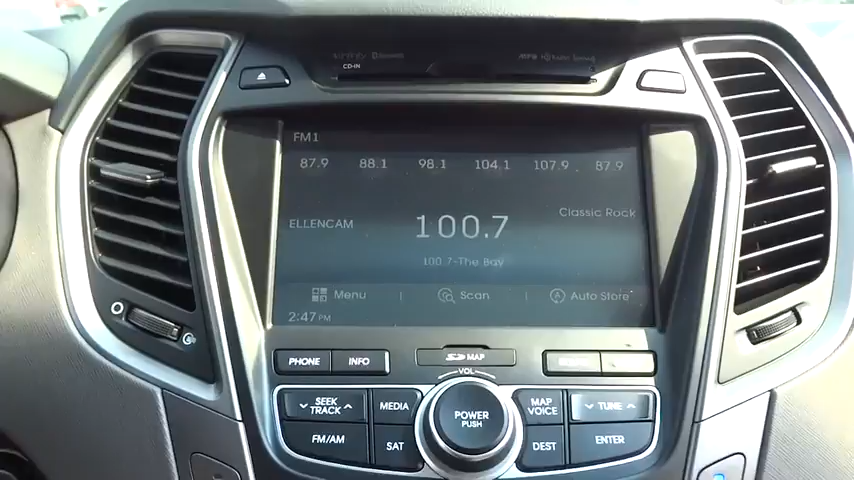 CD-IN
FM1
87.9 88.1 98.1 104.1 107.9 87.9
ELLENCAM
100.7
Classic Rock
100.7-The Bay
Menu
Scan
Auto Store
2:47 PM
PHONE
INFO
SD MAP
VOL
SEEK
TRACK
MEDIA
POWER
PUSH
MAP
VOICE
TUNE
FM/AM
SAT
DEST
ENTER